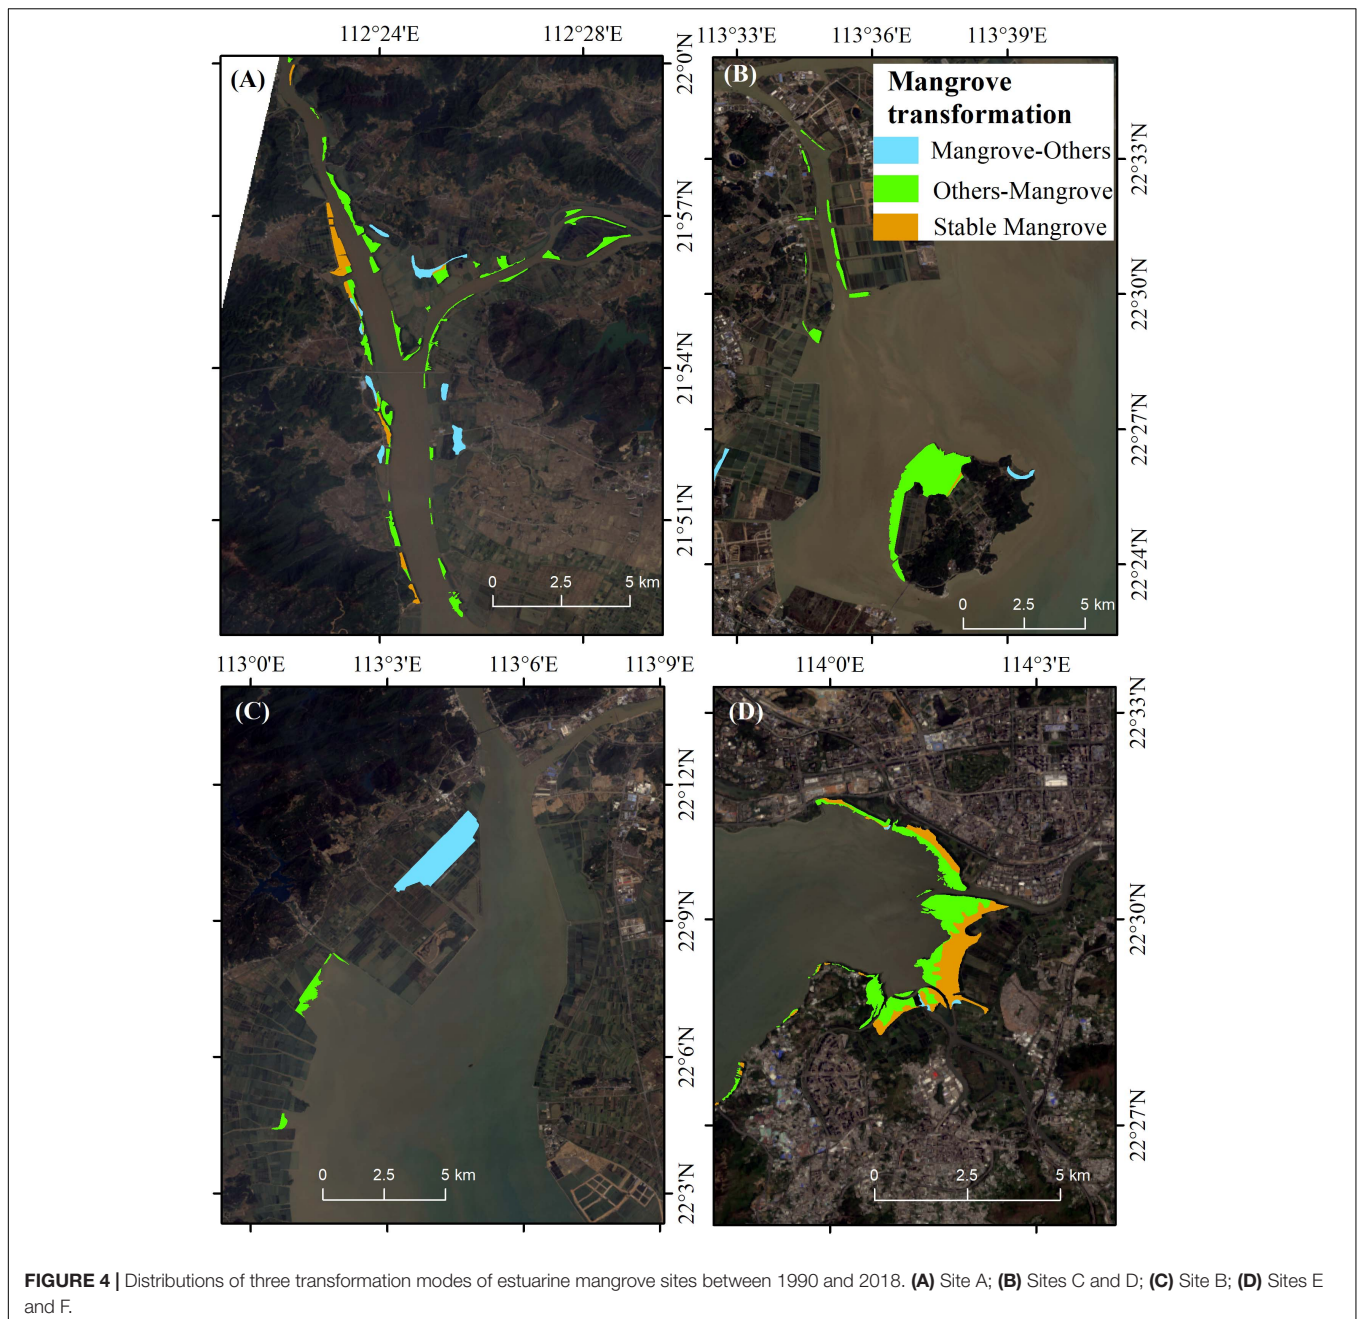 112°24'E 112°28'E
(A)
22°0'N
21°57'N
21°54'N
21°51'N
0 2.5 5 km
113°33'E 113°36'E 113°39'E
(B)
Mangrove
transformation
Mangrove-Others
Others-Mangrove
Stable Mangrove
22°33'N
22°30'N
22°27'N
22°24'N
0 2.5 5 km
113°0'E 113°3'E 113°6'E 113°9'E
(C)
22°12'N
22°9'N
22°6'N
22°3'N
0 2.5 5 km
114°0'E 114°3'E
(D)
22°33'N
22°30'N
22°27'N
0 2.5 5 km
FIGURE 4 | Distributions of three transformation modes of estuarine mangrove sites between 1990 and 2018. (A) Site A; (B) Sites C and D; (C) Site B; (D) Sites E
and F.